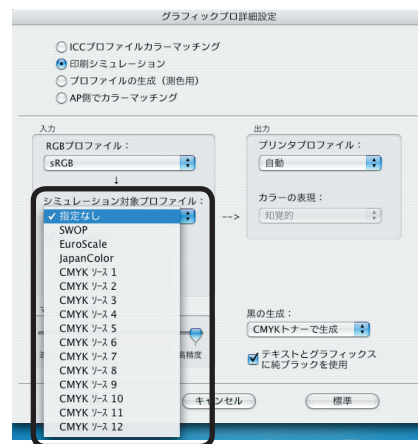 グラフィックプロ詳細設定
ICCプロファイルカラーマッチング
印刷シミュレーション
プロファイルの生成（測色用）
AP側でカラーマッチング
入力
RGBプロファイル：
sRGB
↓
シミュレーション対象プロファイル：
✓ 指定なし
SWOP
EuroScale
JapanColor
CMYK ソース 1
CMYK ソース 2
CMYK ソース 3
CMYK ソース 4
CMYK ソース 5
CMYK ソース 6
CMYK ソース 7
CMYK ソース 8
CMYK ソース 9
CMYK ソース 10
CMYK ソース 11
CMYK ソース 12
-->
出力
プリンタプロファイル：
自動
カラーの表現：
知覚的
高精度
黒の生成：
CMYKトナーで生成
テキストとグラフィックス
に純ブラックを使用
キャンセル
標準